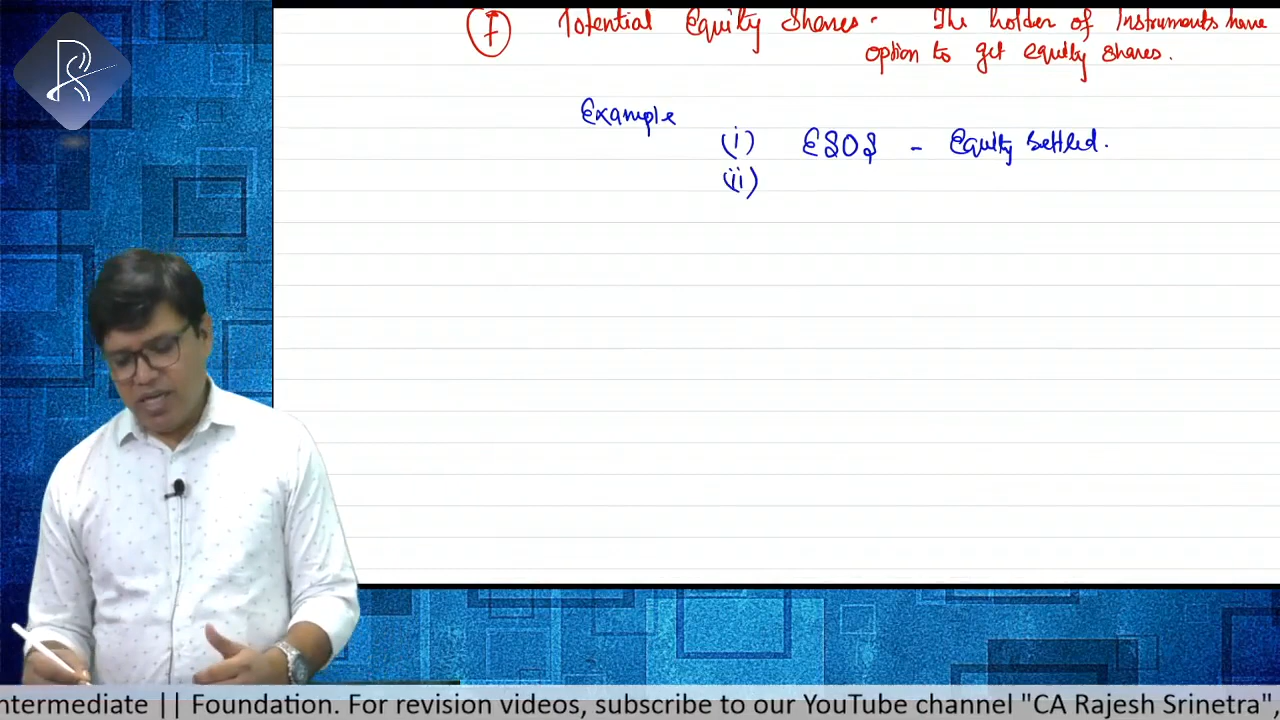 I Potential Equity Shares - The holder of Instruments have
option to get equity shares.
Example
(i) ESOS - Equity Settled.
(ii)
RS
ntermediate || Foundation. For revision videos, subscribe to our YouTube channel "CA Rajesh Srinetra",